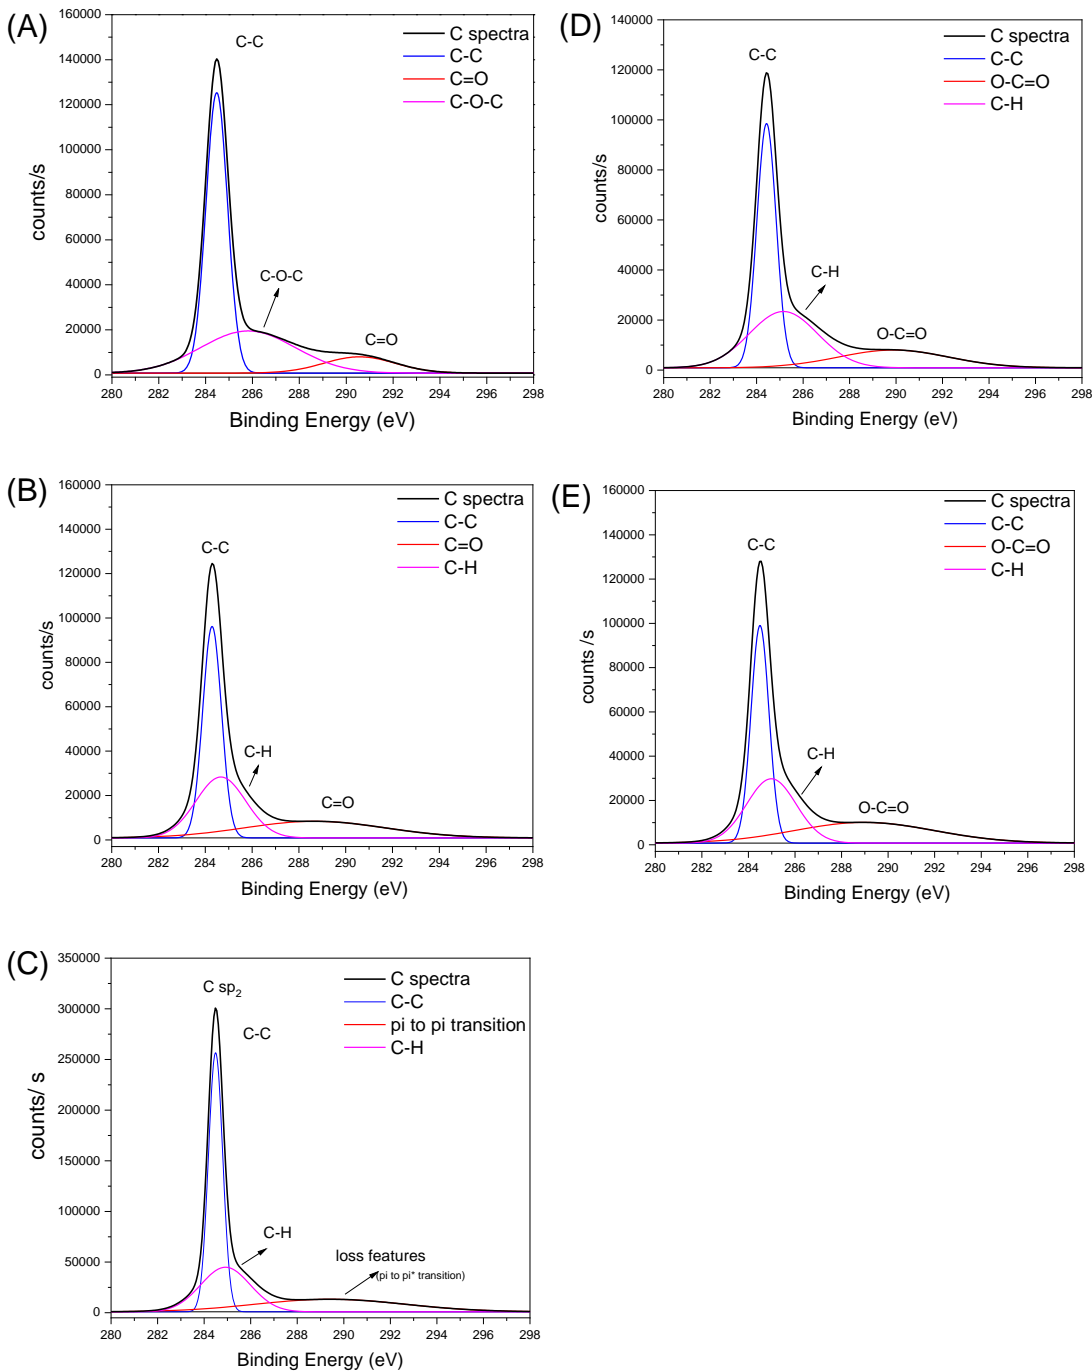 (A)
160000
140000
120000
100000
80000
60000
40000
20000
0
counts/s
C-C
C-O-C
C=O
C spectra
C-C
C=O
C-O-C
280 282 284 286 288 290 292 294 296 298
Binding Energy (eV)
(D)
140000
120000
100000
80000
60000
40000
20000
0
counts/s
C-C
C-H
O-C=O
C spectra
C-C
O-C=O
C-H
280 282 284 286 288 290 292 294 296 298
Binding Energy (eV)
(B)
160000
140000
120000
100000
80000
60000
40000
20000
0
counts/s
C-C
C-H
C=O
C spectra
C-C
C=O
C-H
280 282 284 286 288 290 292 294 296 298
Binding Energy (eV)
(E)
160000
140000
120000
100000
80000
60000
40000
20000
0
counts /s
C-C
C-H
O-C=O
C spectra
C-C
O-C=O
C-H
280 282 284 286 288 290 292 294 296 298
Binding Energy (eV)
(C)
350000
300000
250000
200000
150000
100000
50000
0
counts/ s
C sp2
C-C
C-H
loss features
(pi to pi* transition)
C spectra
C-C
pi to pi transition
C-H
280 282 284 286 288 290 292 294 296 298
Binding Energy (eV)